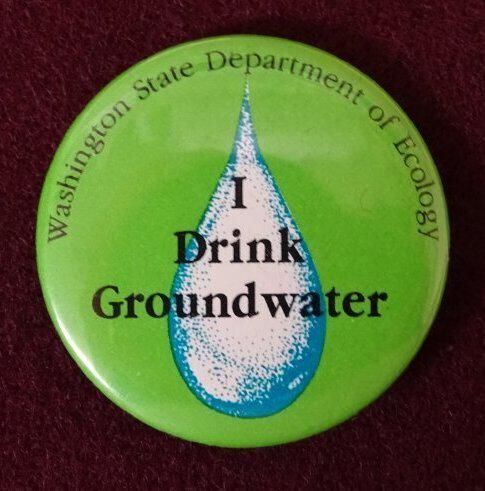 Washington State Department of Ecology
I
Drink
Groundwater